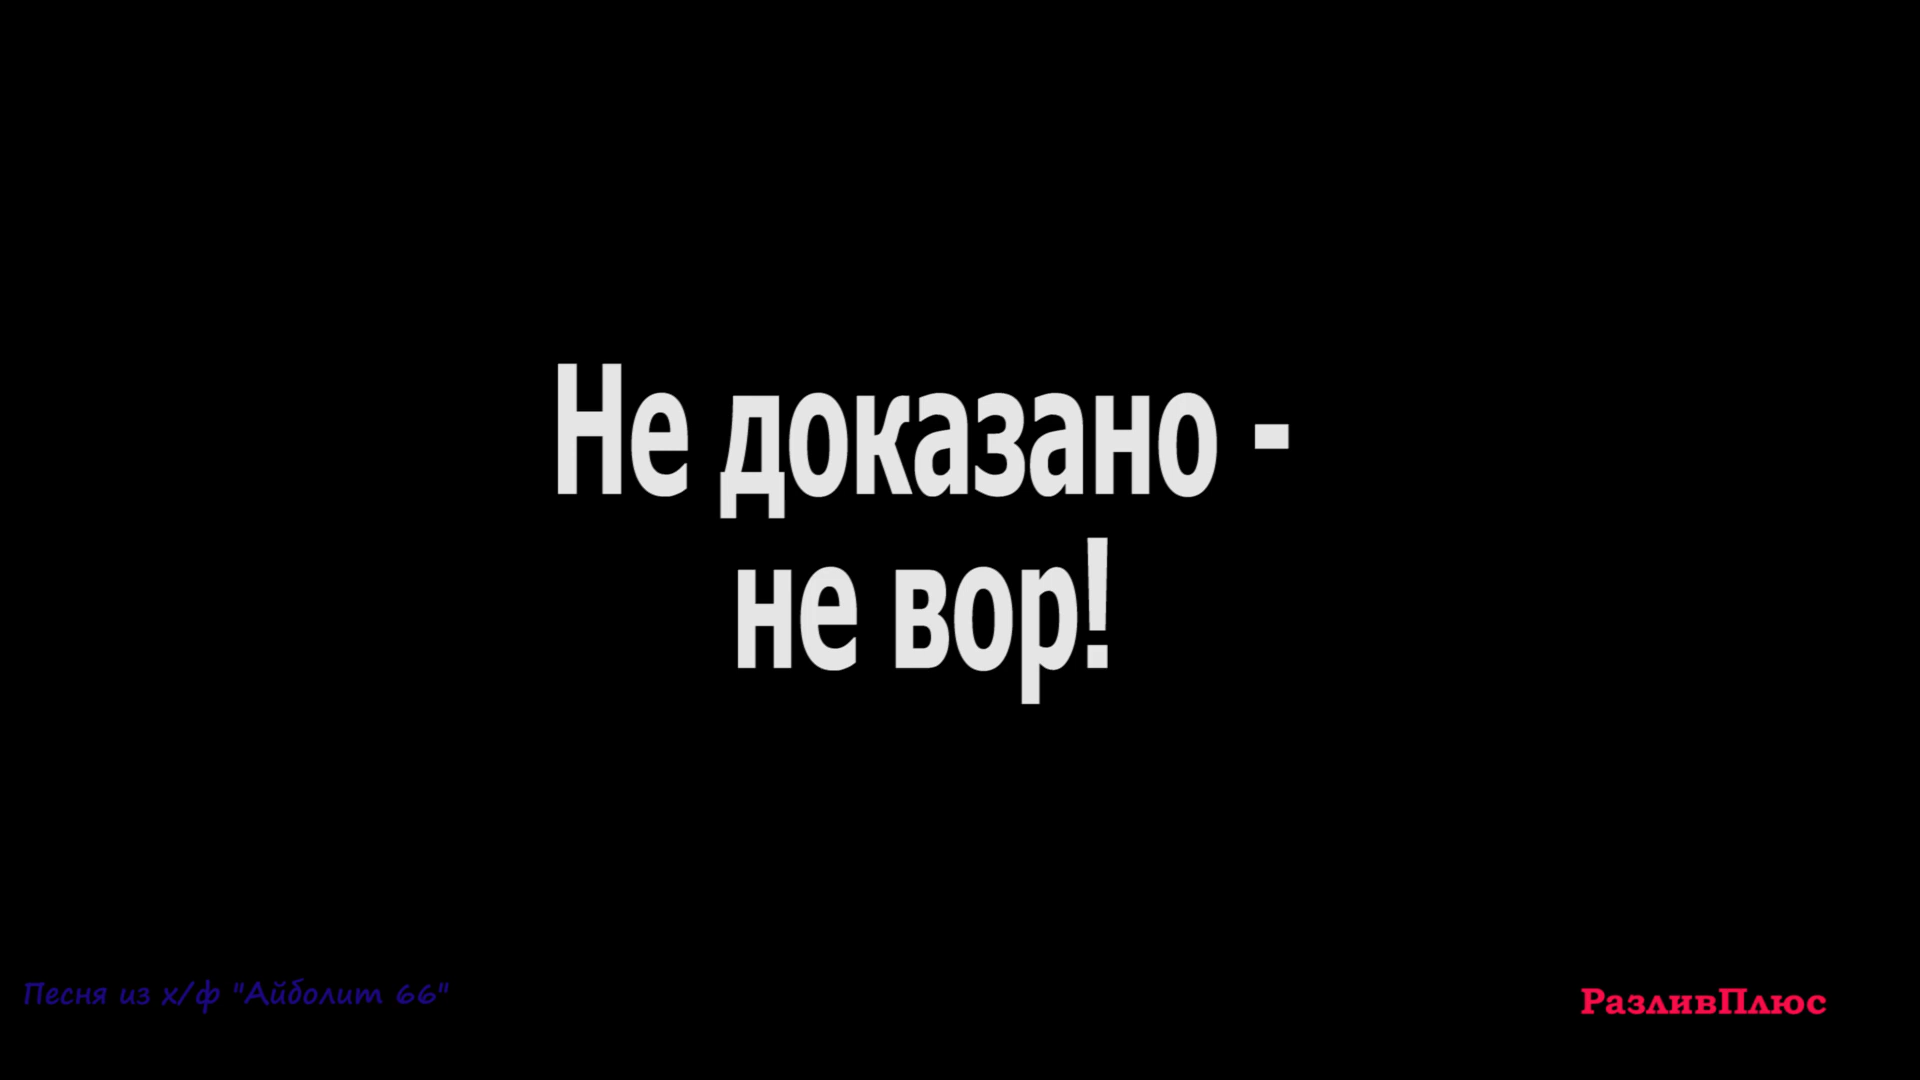 Не доказано -
не вор!
Песня из х/ф "Айболит 66"
РазливПлюс